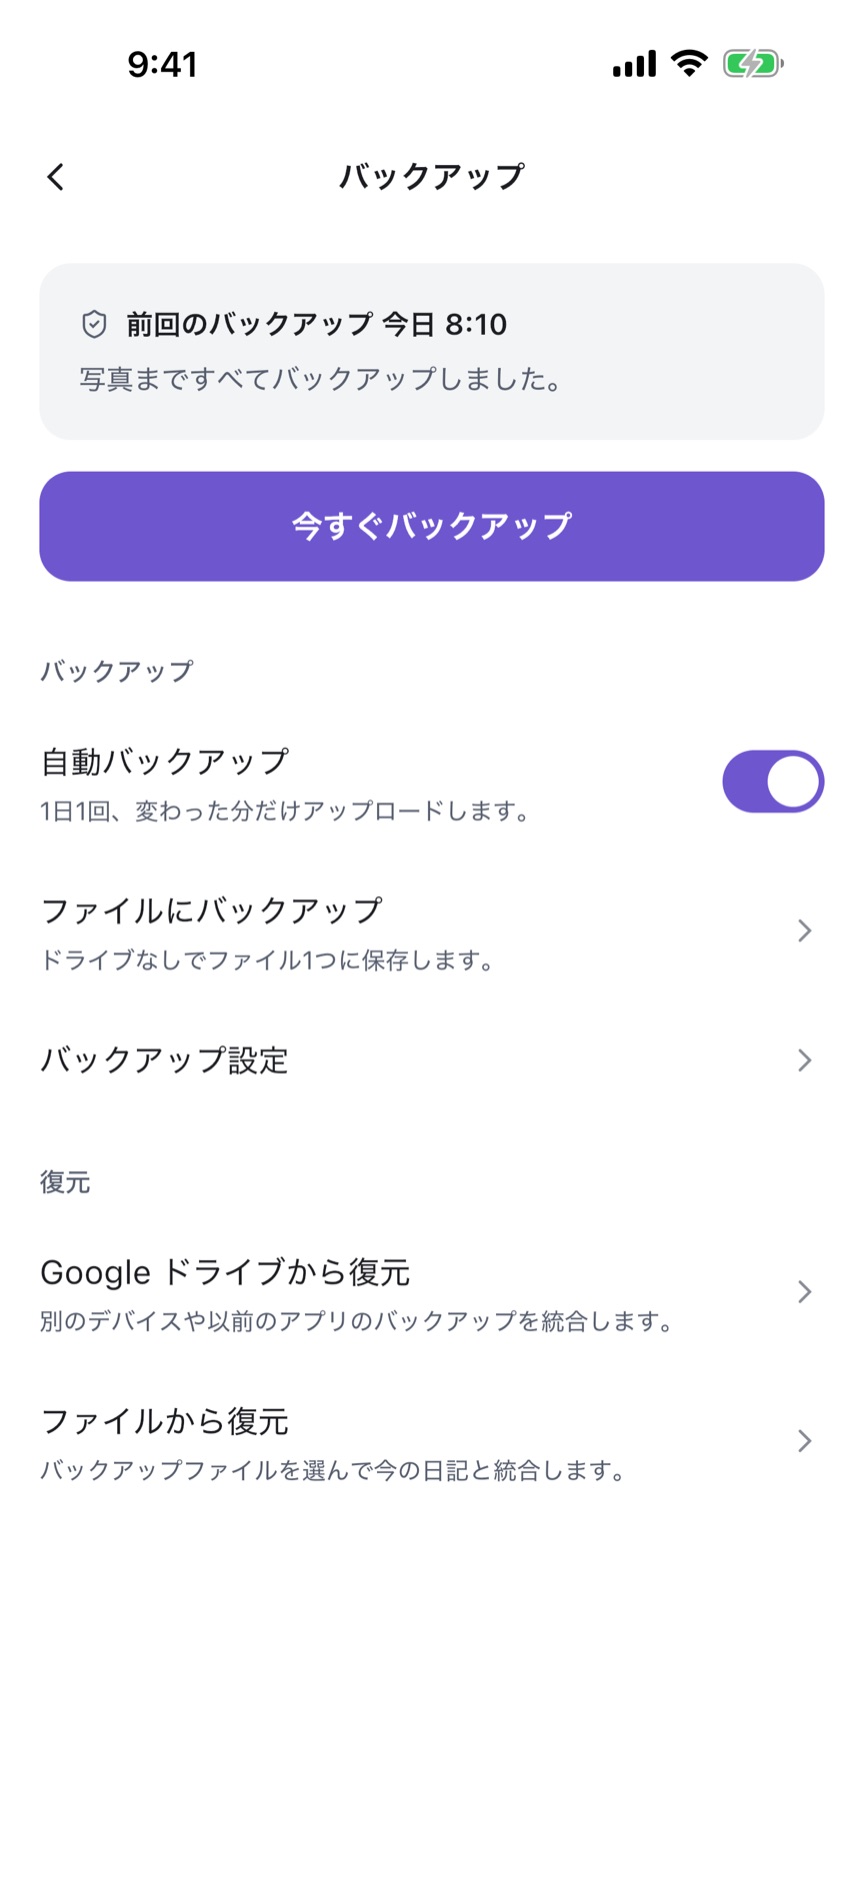 9:41
バックアップ
前回のバックアップ 今日 8:10
写真まですべてバックアップしました。
今すぐバックアップ
バックアップ
自動バックアップ
1日1回、変わった分だけアップロードします。
ファイルにバックアップ
ドライブなしでファイル1つに保存します。
バックアップ設定
復元
Google ドライブから復元
別のデバイスや以前のアプリのバックアップを統合します。
ファイルから復元
バックアップファイルを選んで今の日記と統合します。